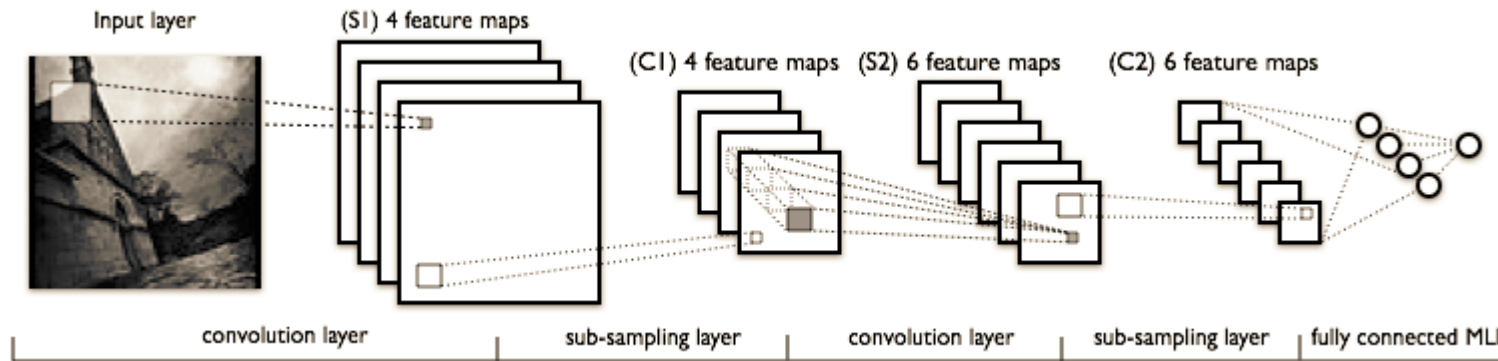 Input layer
(S1) 4 feature maps
(C1) 4 feature maps
(S2) 6 feature maps
(C2) 6 feature maps
convolution layer
sub-sampling layer
convolution layer
sub-sampling layer
fully connected MLP